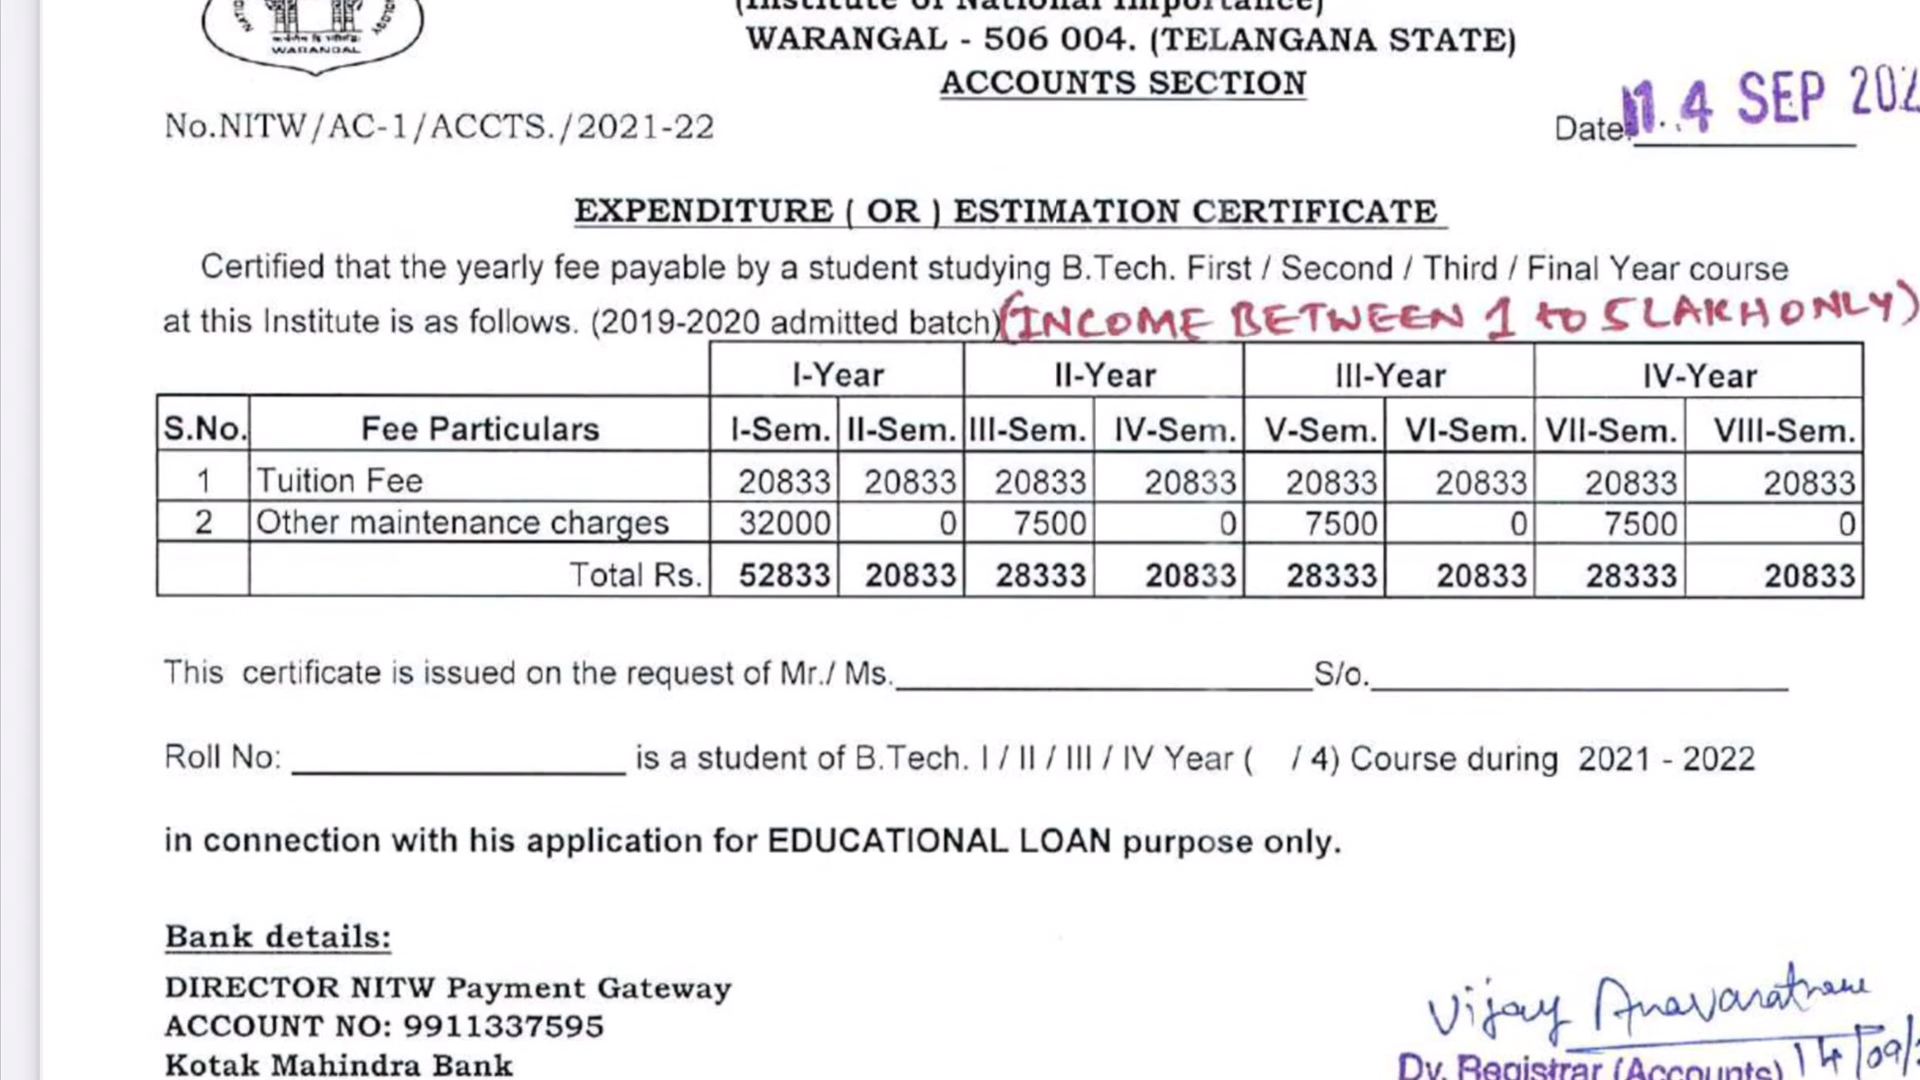 WARANGAL
(Institute of National Importance)
WARANGAL - 506 004. (TELANGANA STATE)
ACCOUNTS SECTION
No.NITW/AC-1/ACCTS./2021-22
Date 14 SEP 202
EXPENDITURE ( OR ) ESTIMATION CERTIFICATE
Certified that the yearly fee payable by a student studying B.Tech. First / Second / Third / Final Year course
at this Institute is as follows. (2019-2020 admitted batch) (INCOME BETWEEN 1 to 5 LAKH ONLY)
I-Year II-Year III-Year IV-Year
S.No. Fee Particulars I-Sem. II-Sem. III-Sem. IV-Sem. V-Sem. VI-Sem. VII-Sem. VIII-Sem.
1 Tuition Fee 20833 20833 20833 20833 20833 20833 20833 20833
2 Other maintenance charges 32000 0 7500 0 7500 0 7500 0
Total Rs. 52833 20833 28333 20833 28333 20833 28333 20833
This certificate is issued on the request of Mr./ Ms. S/o.
Roll No: is a student of B.Tech. I / II / III / IV Year ( / 4) Course during 2021 - 2022
in connection with his application for EDUCATIONAL LOAN purpose only.
Bank details:
DIRECTOR NITW Payment Gateway
ACCOUNT NO: 9911337595
Kotak Mahindra Bank
Vijay
Dy. Registrar (Accounts) 14/09/